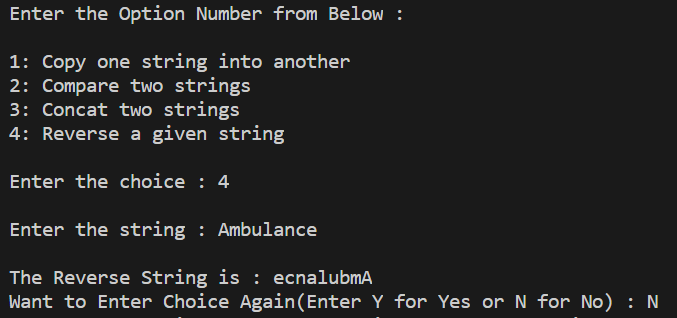 Enter the Option Number from Below :
1: Copy one string into another
2: Compare two strings
3: Concat two strings
4: Reverse a given string
Enter the choice : 4
Enter the string : Ambulance
The Reverse String is : ecnalubmA
Want to Enter Choice Again(Enter Y for Yes or N for No) : N